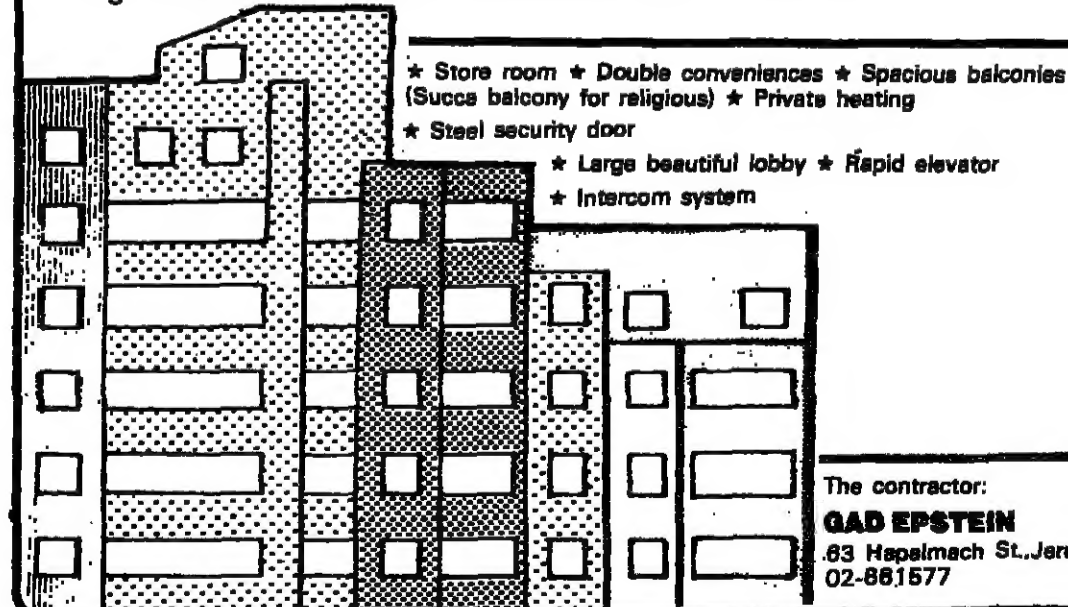 ★ Store room ★ Double conveniences ★ Spacious balconies
(Succa balcony for religious) ★ Private heating
★ Steel security door
★ Large beautiful lobby ★ Rapid elevator
★ Intercom system
The contractor:
GAD EPSTEIN
63 Hapalmach St.,Jer
02-661577